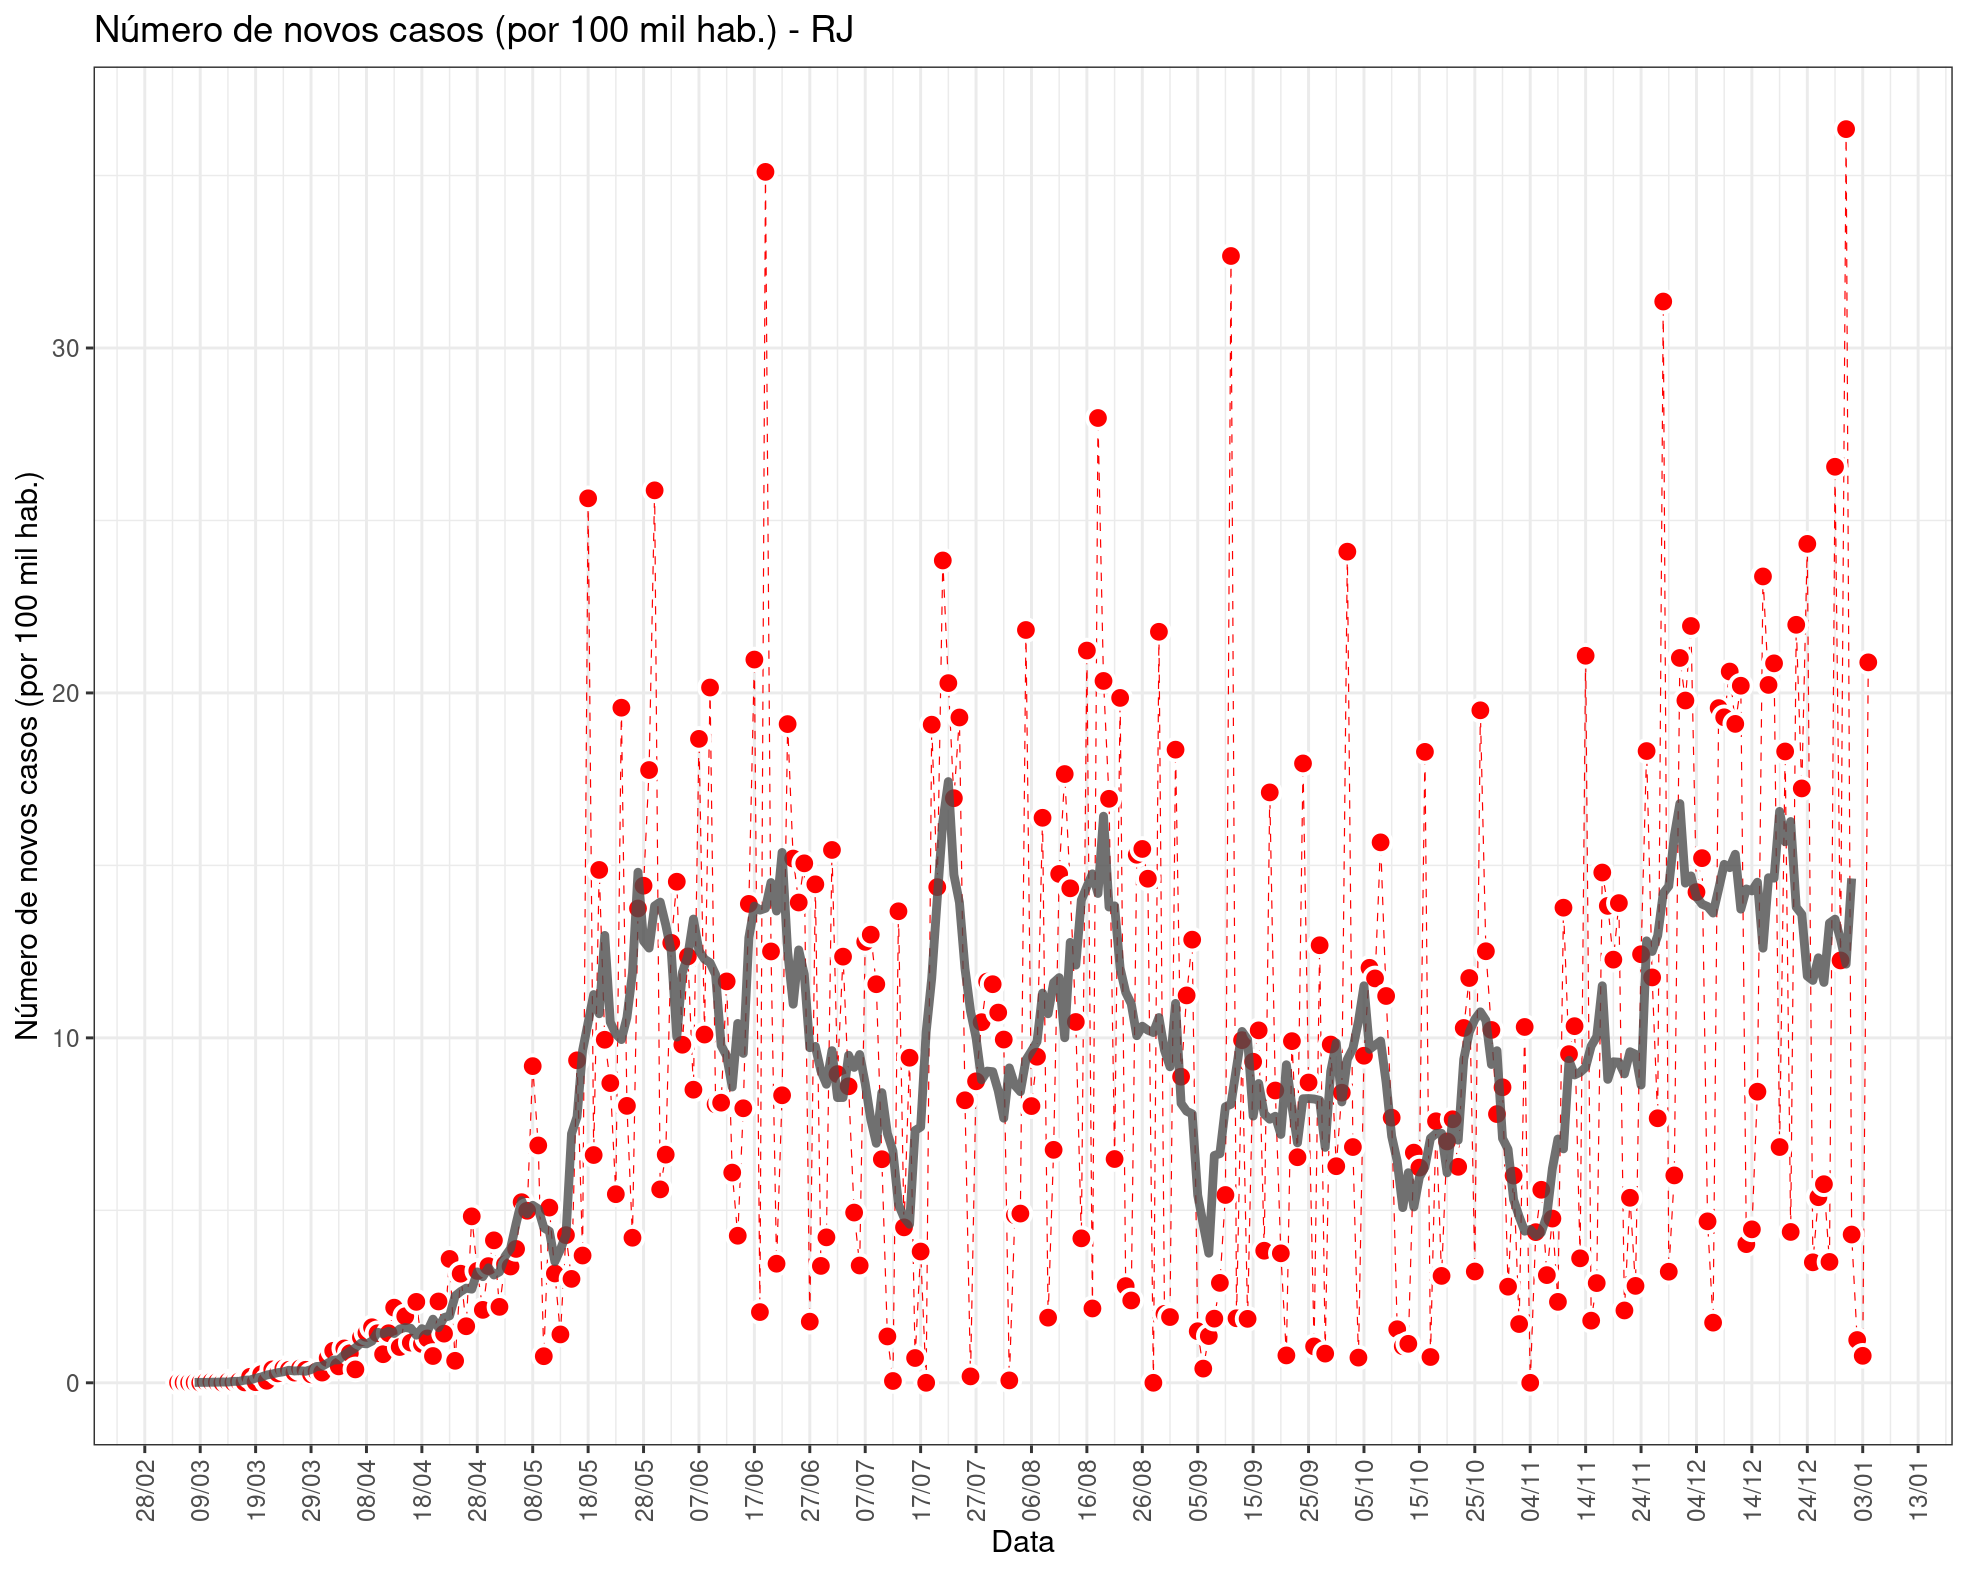 Número de novos casos (por 100 mil hab.) - RJ
Número de novos casos (por 100 mil hab.)
30
20
10
0
28/02 09/03 19/03 29/03 08/04 18/04 28/04 08/05 18/05 28/05 07/06 17/06 27/06 07/07 17/07 27/07 06/08 16/08 26/08 05/09 15/09 25/09 05/10 15/10 25/10 04/11 14/11 24/11 04/12 14/12 24/12 03/01 13/01
Data